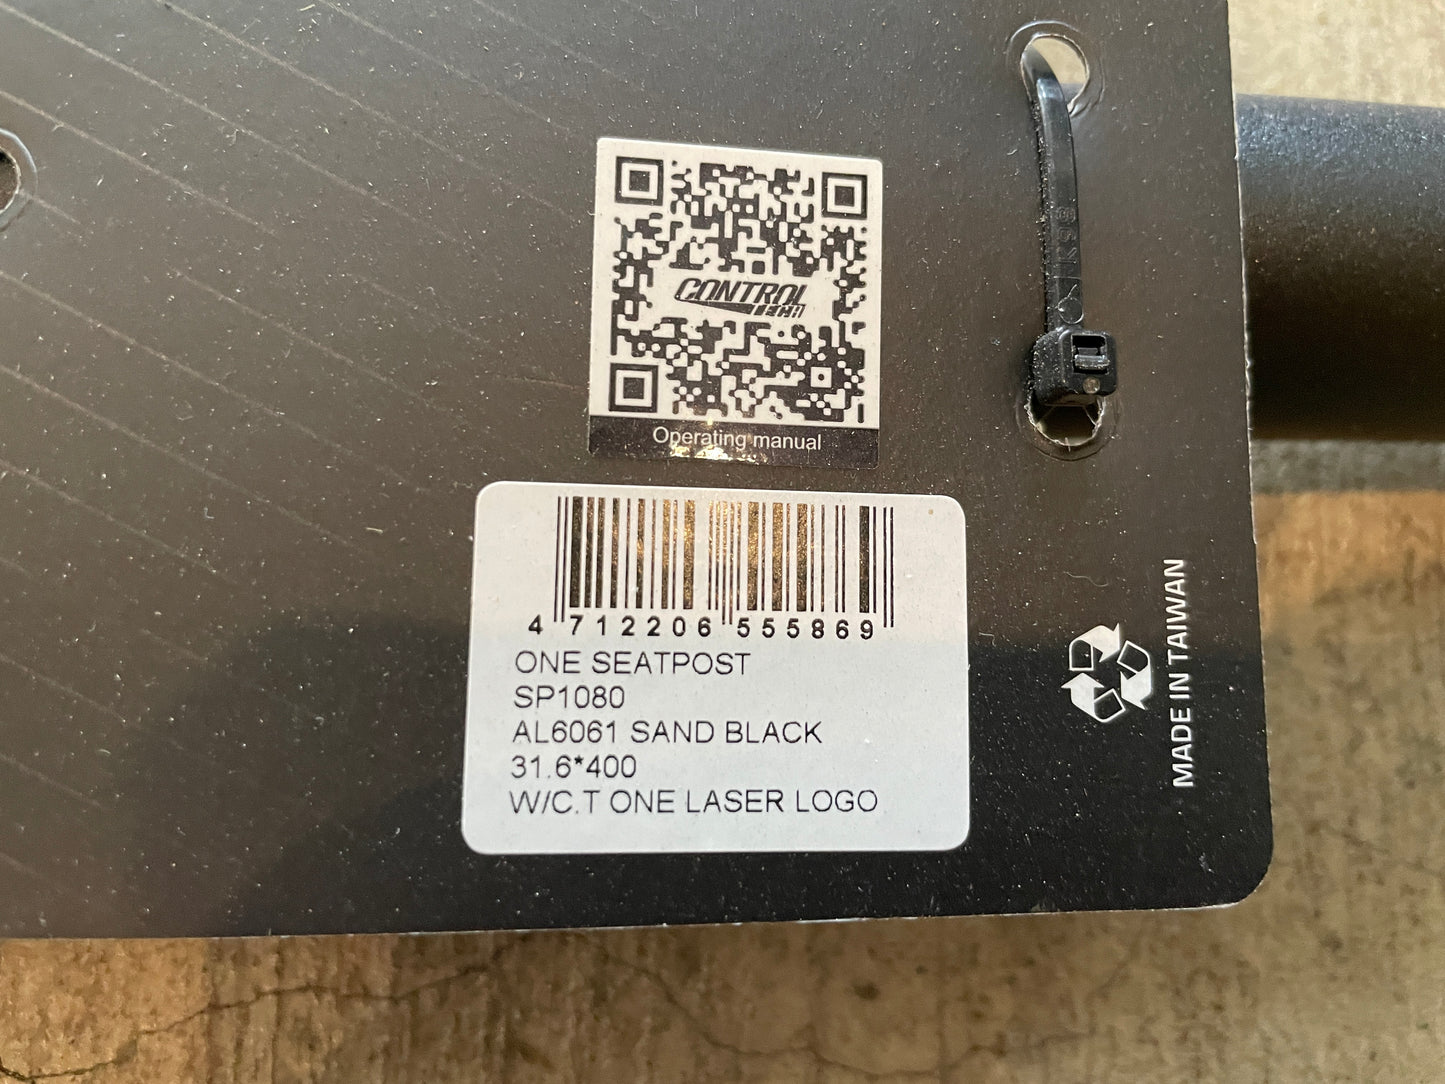 CONTROL
TECH
Operating manual
4 712206 555869
ONE SEATPOST
SP1080
AL6061 SAND BLACK
31.6*400
W/C.T ONE LASER LOGO
MADE IN TAIWAN